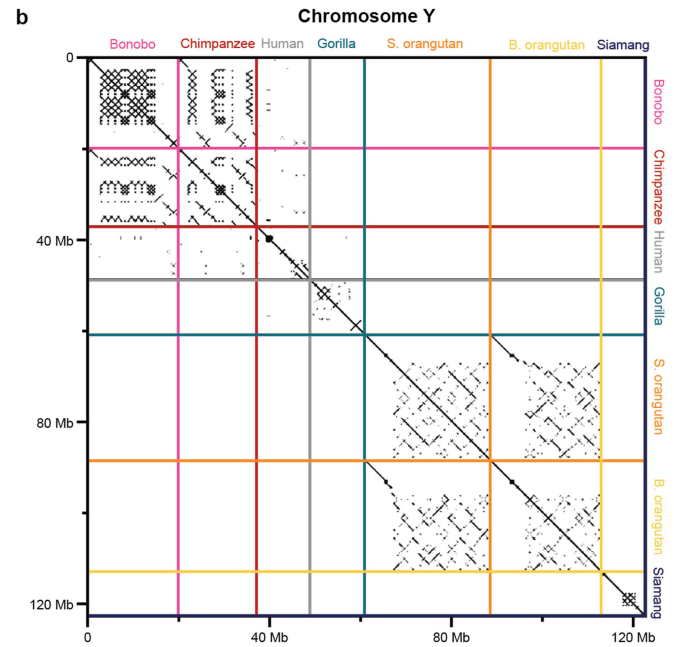 b
Chromosome Y
Bonobo Chimpanzee Human Gorilla S. orangutan B. orangutan Siamang
0
40 Mb
80 Mb
120 Mb
Bonobo
Chimpanzee
Human
Gorilla
S. orangutan
B. orangutan
Siamang
0 40 Mb 80 Mb 120 Mb